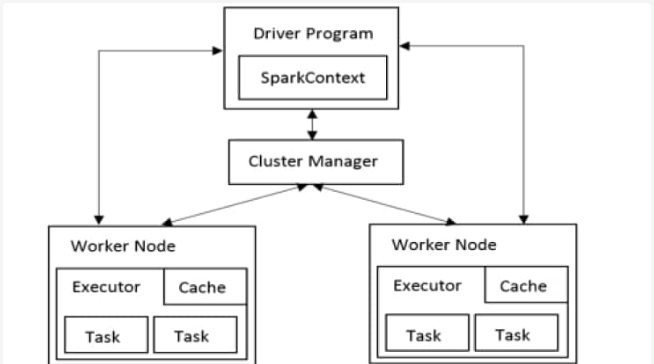 Driver Program
SparkContext
Cluster Manager
Worker Node
Executor
Cache
Task
Task
Worker Node
Executor
Cache
Task
Task